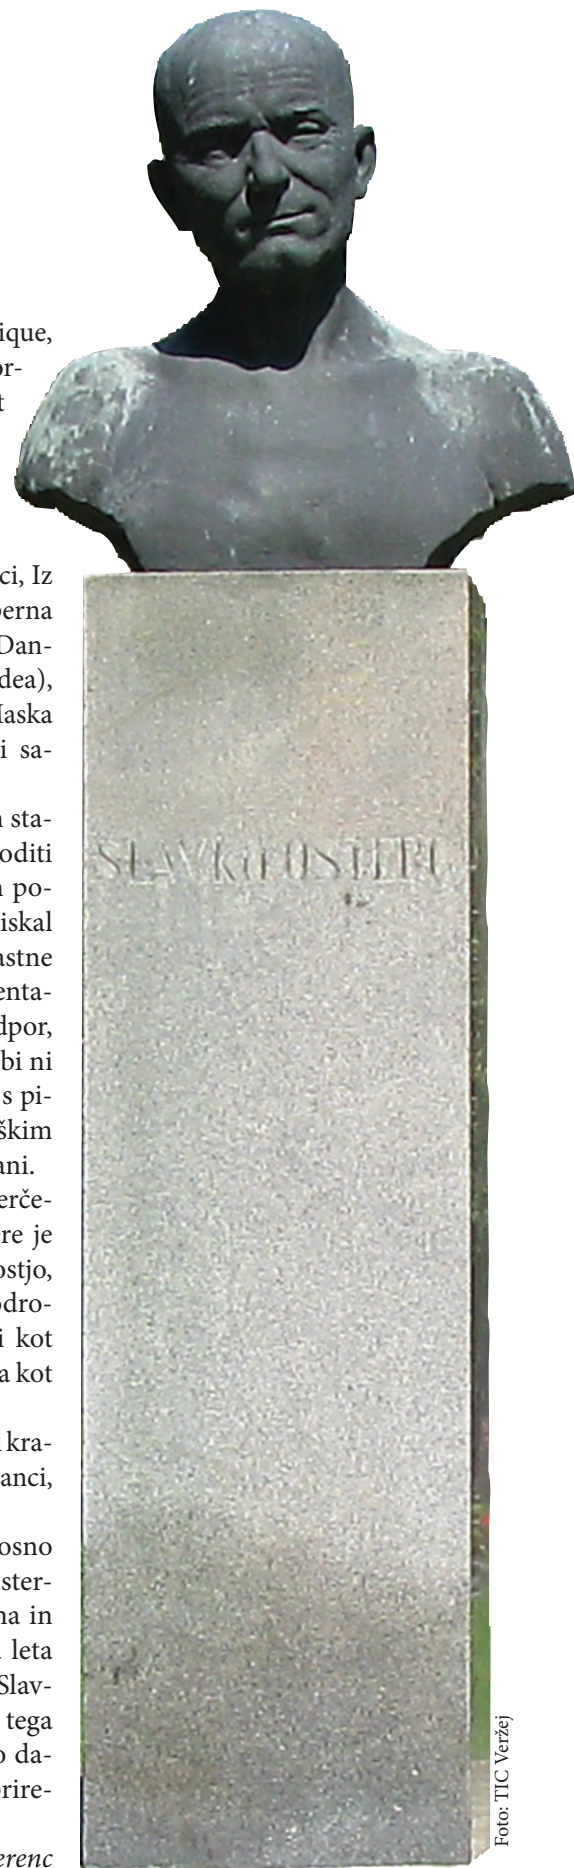 ique,
or-
t
ci, Iz
perna
Dan-
dea),
Maska
i sa-
n sta-
oditi
n po-
iskal
astne
enta-
dpor,
bi ni
s pi-
škim
ani.
erče-
re je
ostjo,
odro-
i kot
a kot
i kra-
anci,
osno
ster-
na in
leta
Slav-
tega
o da-
prire-
erenc
SLAVKO OSTERC
Foto: TIC Veržej